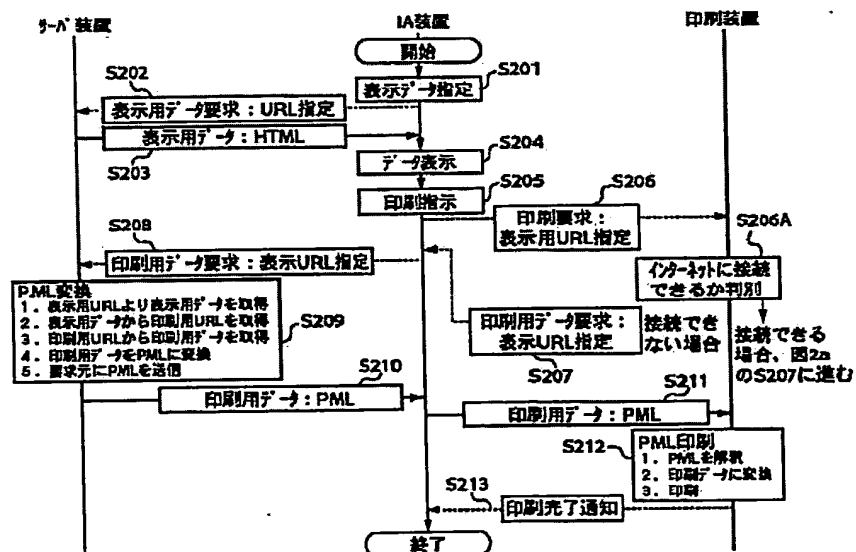 サーバ装置
IA装置
印刷装置
開始
S201
表示データ指定
S202
表示用データ要求：URL指定
表示用データ：HTML
S203
S204
データ表示
S205
印刷指示
S206
印刷要求：
表示用URL指定
S206A
インターネットに接続
できるか判別
S208
印刷用データ要求：表示URL指定
印刷用データ要求：
表示URL指定
S207
接続でき
ない場合
接続できる
場合、図2a
のS207に進む
PML変換
1. 表示用URLより表示用データを取得
2. 表示用データから印刷用URLを取得
3. 印刷用URLから印刷用データを取得
4. 印刷用データをPMLに変換
5. 要求元にPMLを送信
S209
S210
印刷用データ：PML
S211
印刷用データ：PML
S212
PML印刷
1. PMLを解釈
2. 印刷データに変換
3. 印刷
S213
印刷完了通知
終了